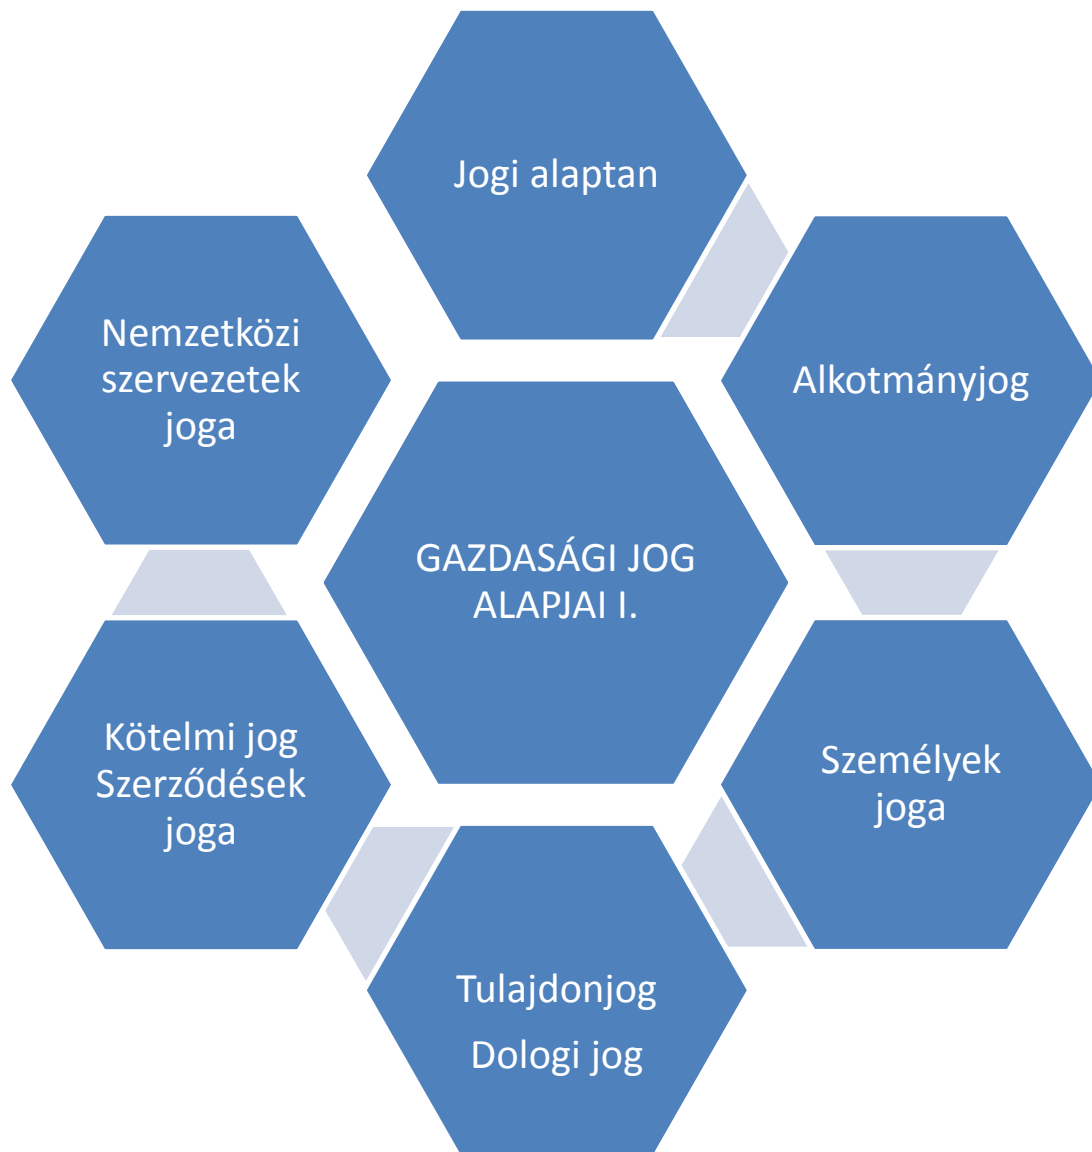 Jogi alaptan
Alkotmányjog
Személyek
joga
Tulajdonjog
Dologi jog
Kötelmi jog
Szerződések
joga
Nemzetközi
szervezetek
joga
GAZDASÁGI JOG
ALAPJAI I.